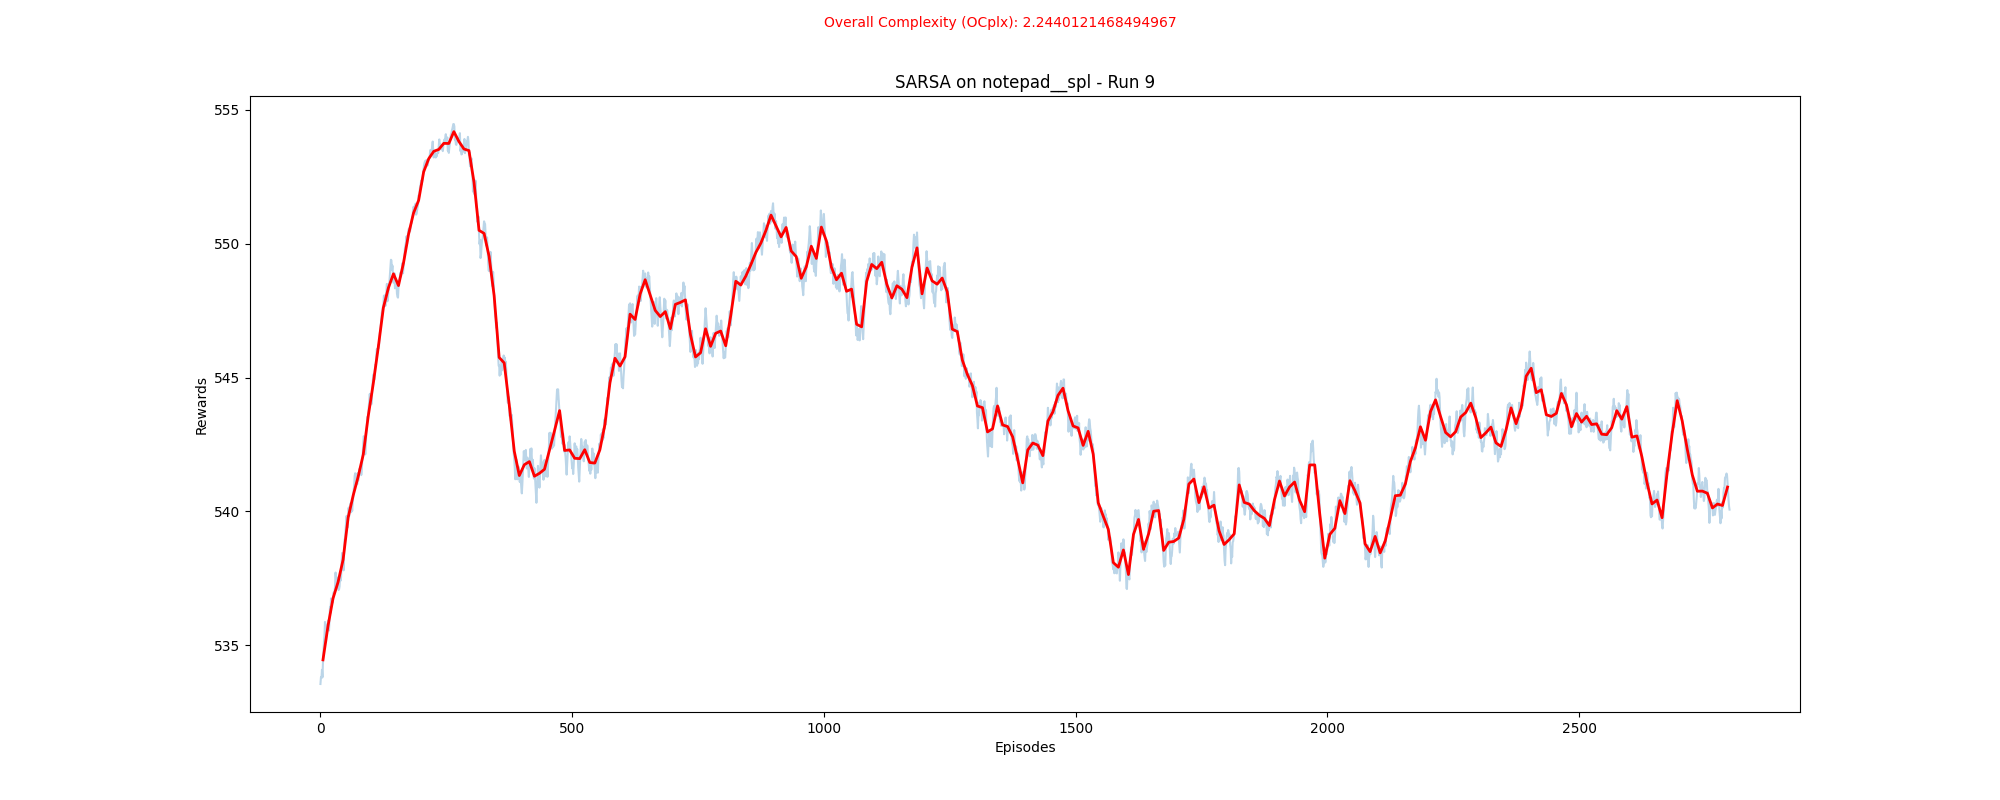 Overall Complexity (OCplx): 2.2440121468494967
SARSA on notepad__spl - Run 9
555
550
545
540
535
Rewards
0 500 1000 1500 2000 2500
Episodes